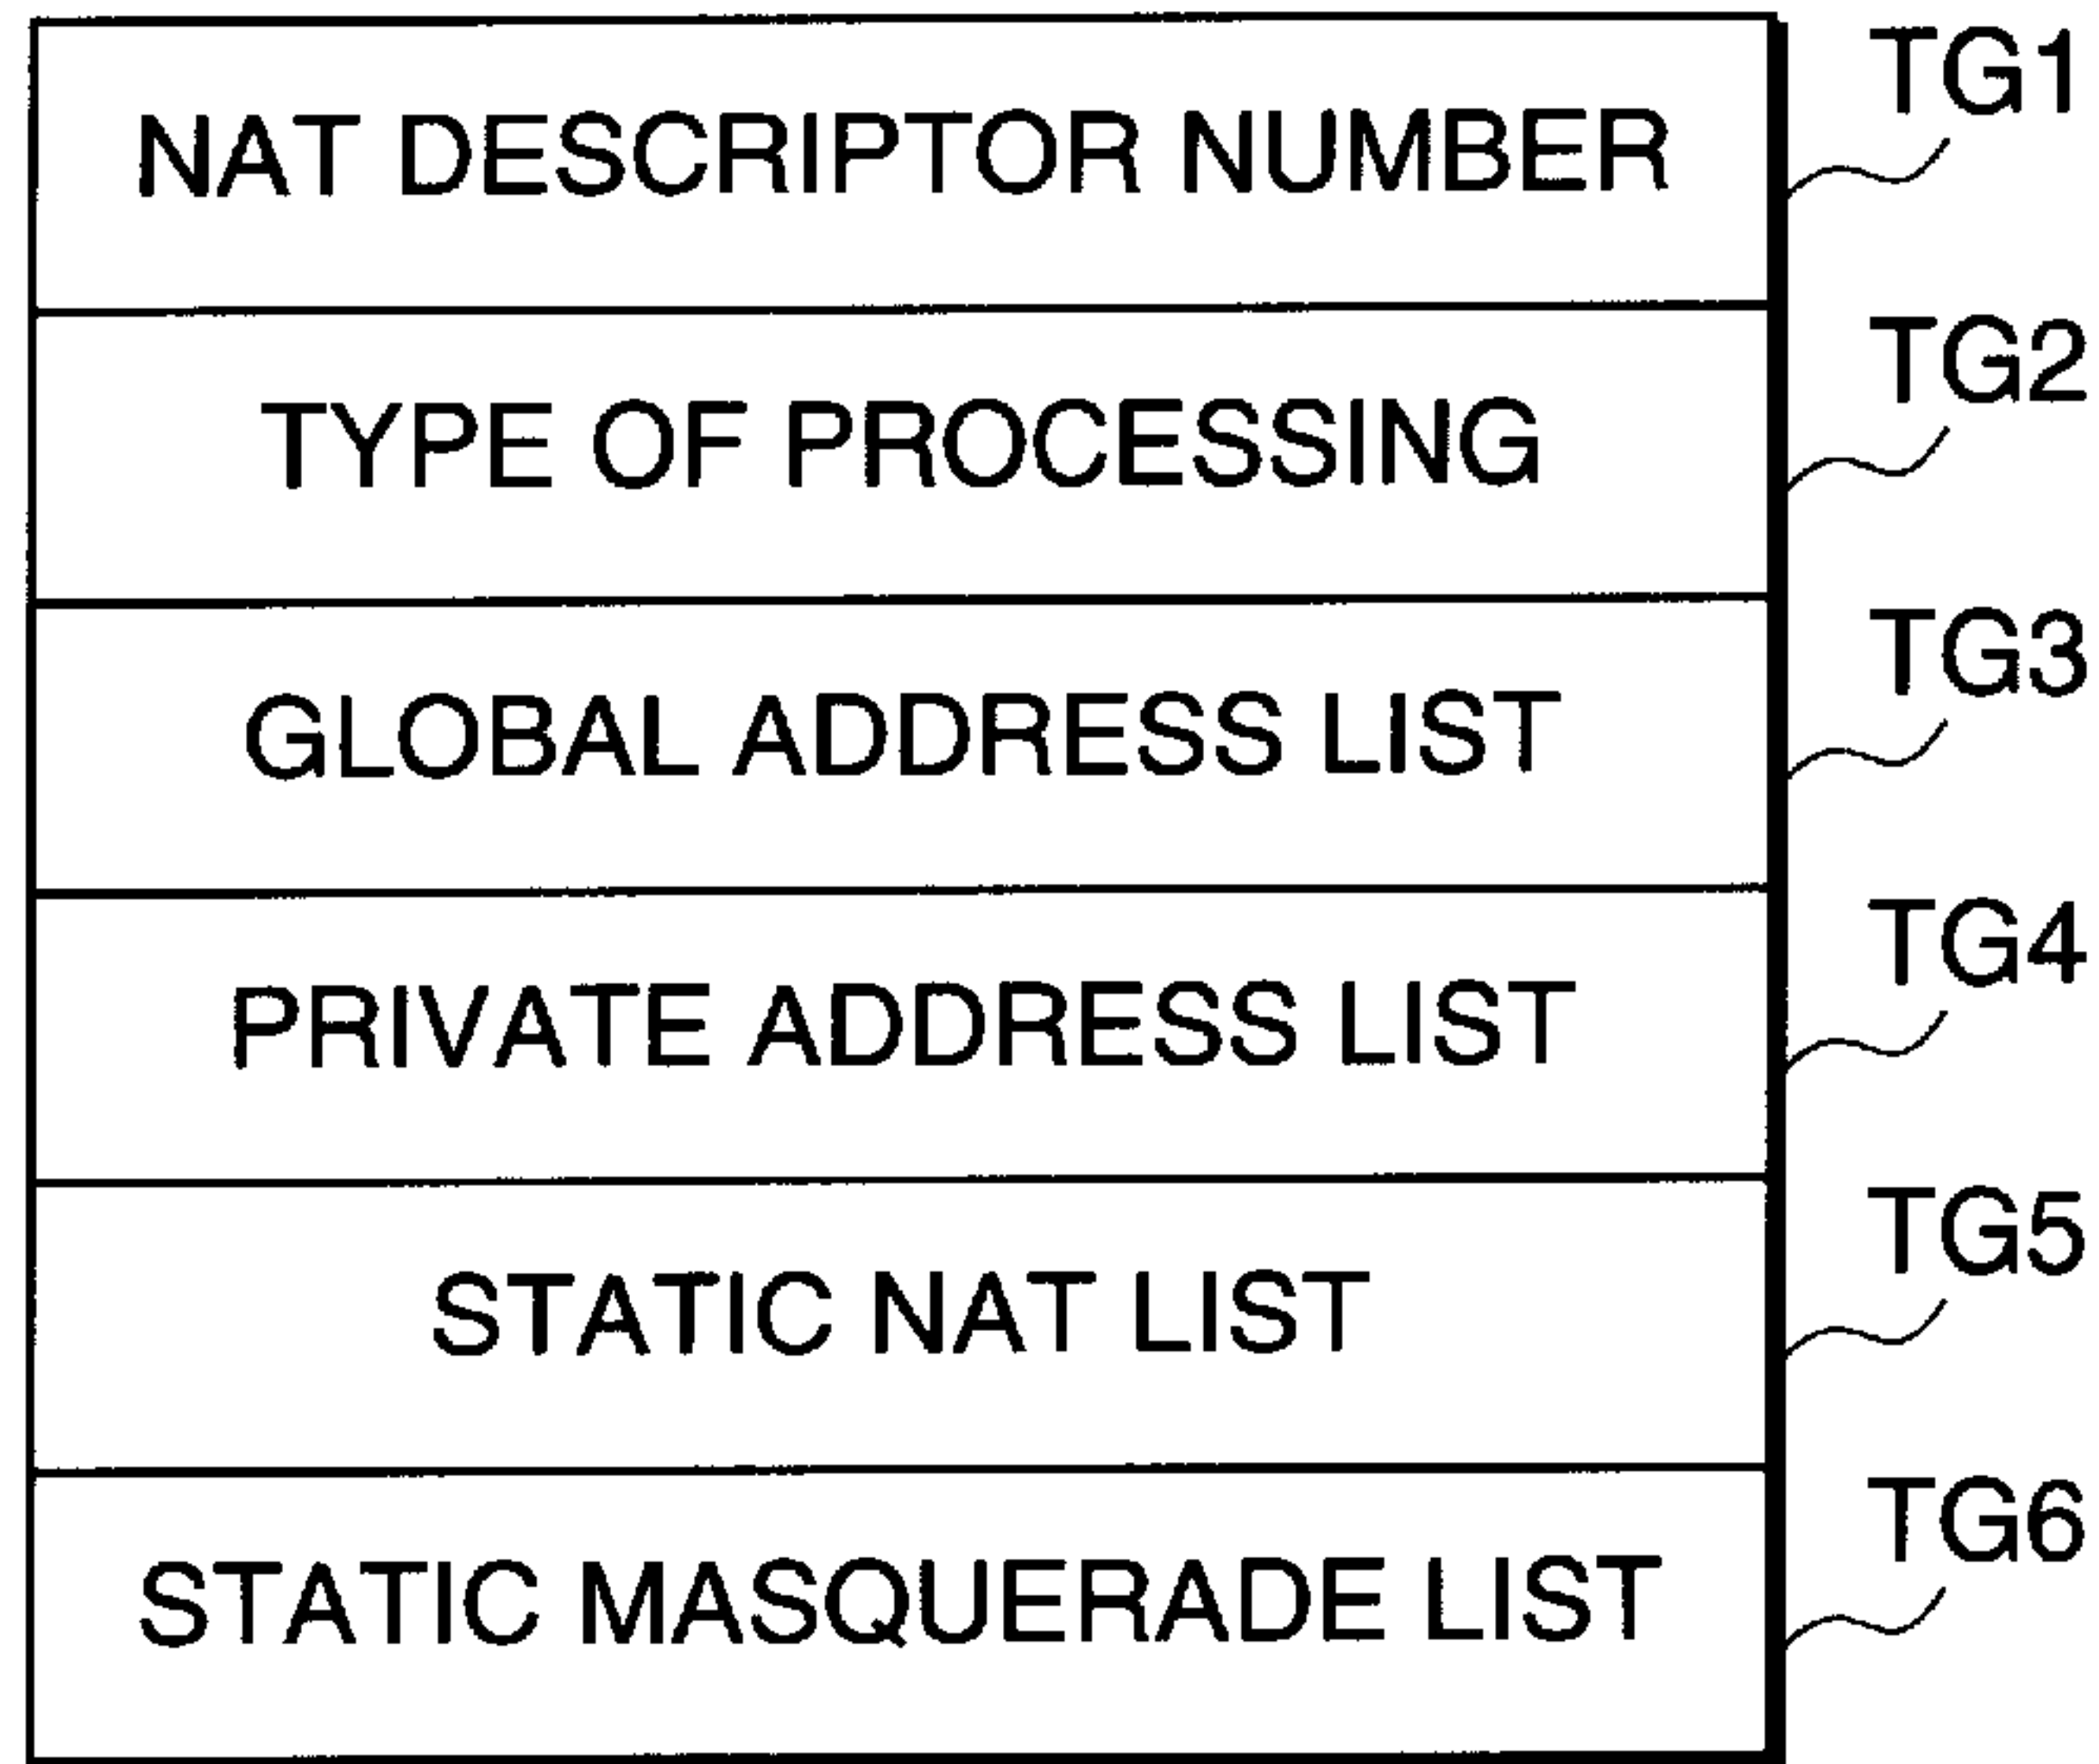 TG1
NAT DESCRIPTOR NUMBER
TG2
TYPE OF PROCESSING
TG3
GLOBAL ADDRESS LIST
TG4
PRIVATE ADDRESS LIST
TG5
STATIC NAT LIST
TG6
STATIC MASQUERADE LIST